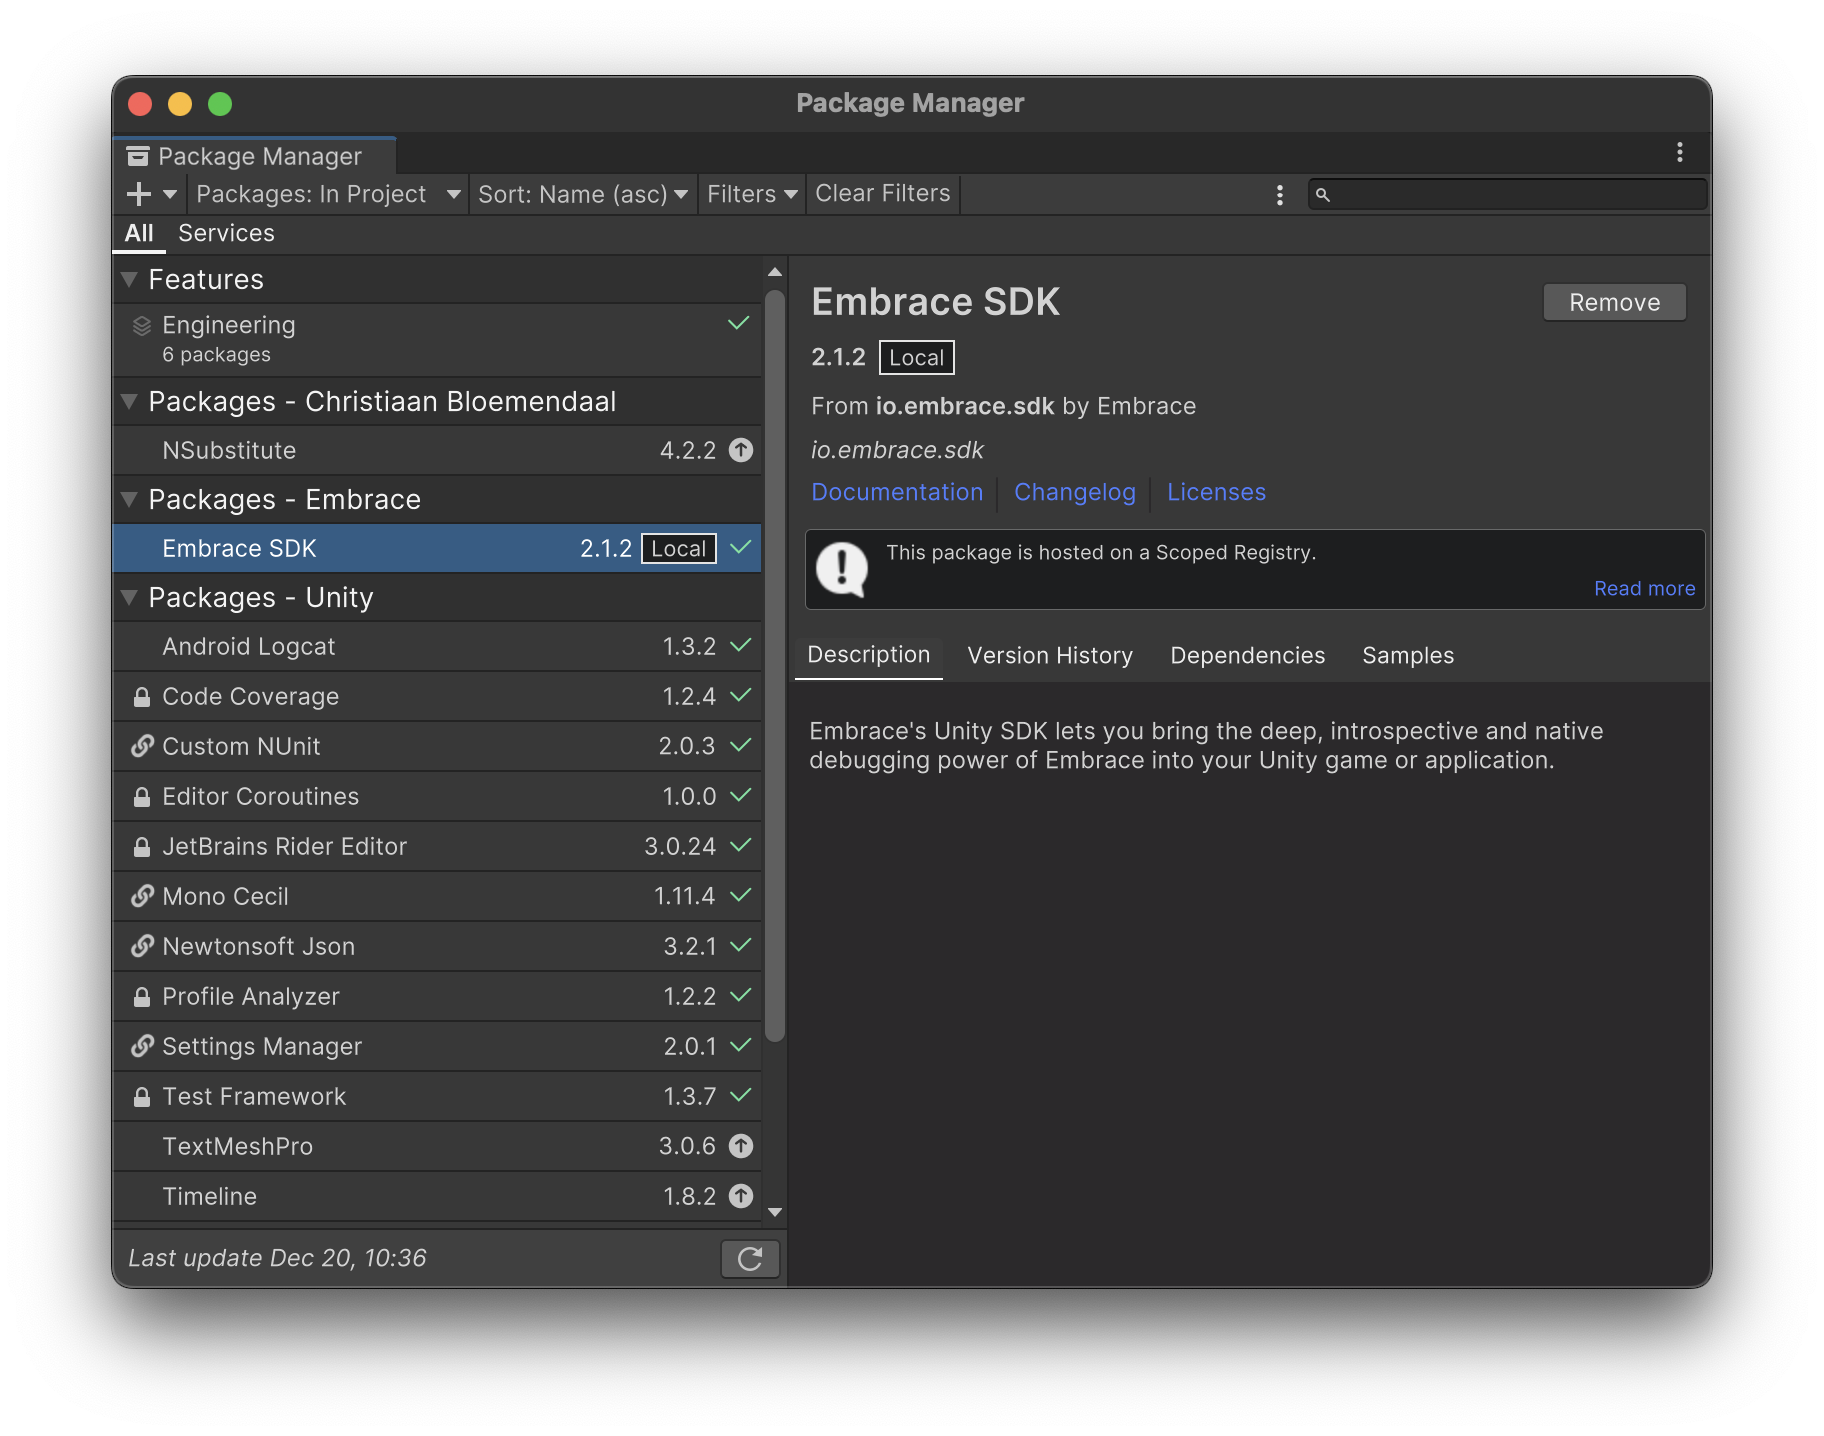 Package Manager
Package Manager
Packages: In Project
Sort: Name (asc)
Filters
Clear Filters
All
Services
Features
Engineering
6 packages
Packages - Christiaan Bloemendaal
NSubstitute 4.2.2
Packages - Embrace
Embrace SDK 2.1.2 Local
Packages - Unity
Android Logcat 1.3.2
Code Coverage 1.2.4
Custom NUnit 2.0.3
Editor Coroutines 1.0.0
JetBrains Rider Editor 3.0.24
Mono Cecil 1.11.4
Newtonsoft Json 3.2.1
Profile Analyzer 1.2.2
Settings Manager 2.0.1
Test Framework 1.3.7
TextMeshPro 3.0.6
Timeline 1.8.2
Last update Dec 20, 10:36
Embrace SDK
Remove
2.1.2 Local
From io.embrace.sdk by Embrace
io.embrace.sdk
Documentation
Changelog
Licenses
This package is hosted on a Scoped Registry.
Read more
Description
Version History
Dependencies
Samples
Embrace's Unity SDK lets you bring the deep, introspective and native
debugging power of Embrace into your Unity game or application.